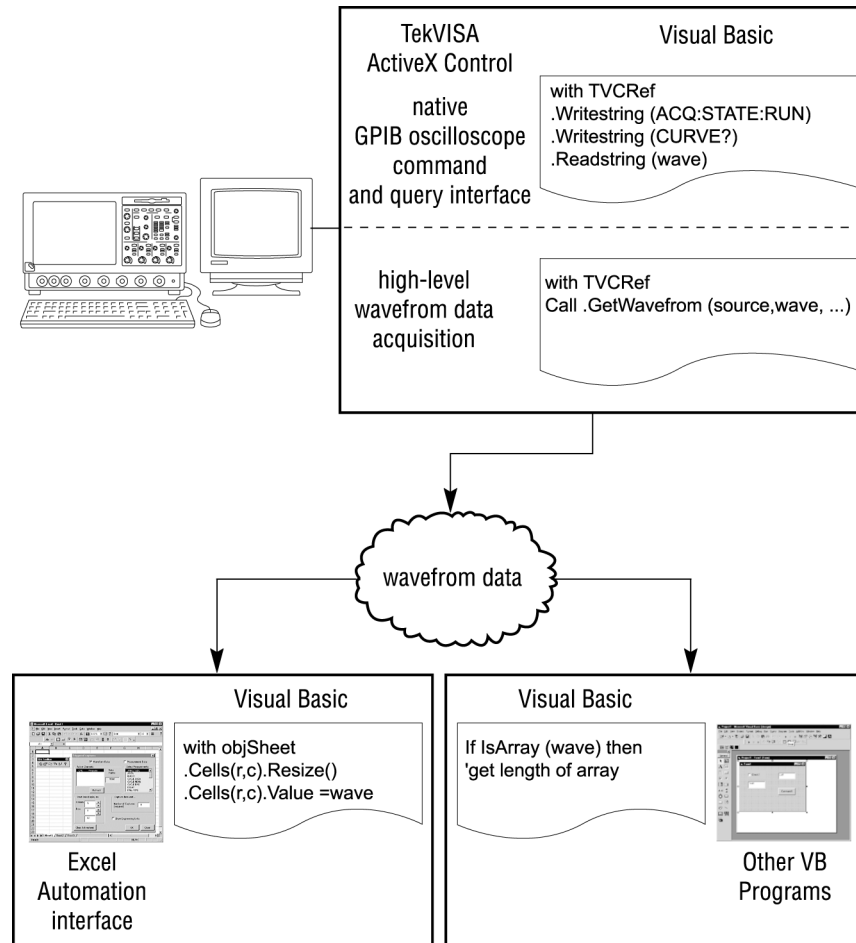 TekVISA
ActiveX Control
Visual Basic
native
GPIB oscilloscope
command
and query interface
with TVCRef
.Writestring (ACQ:STATE:RUN)
.Writestring (CURVE?)
.Readstring (wave)
high-level
wavefrom data
acquisition
with TVCRef
Call .GetWavefrom (source,wave, ...)
wavefrom data
Visual Basic
with objSheet
.Cells(r,c).Resize()
.Cells(r,c).Value =wave
Excel
Automation
interface
Visual Basic
If IsArray (wave) then
'get length of array
Other VB
Programs